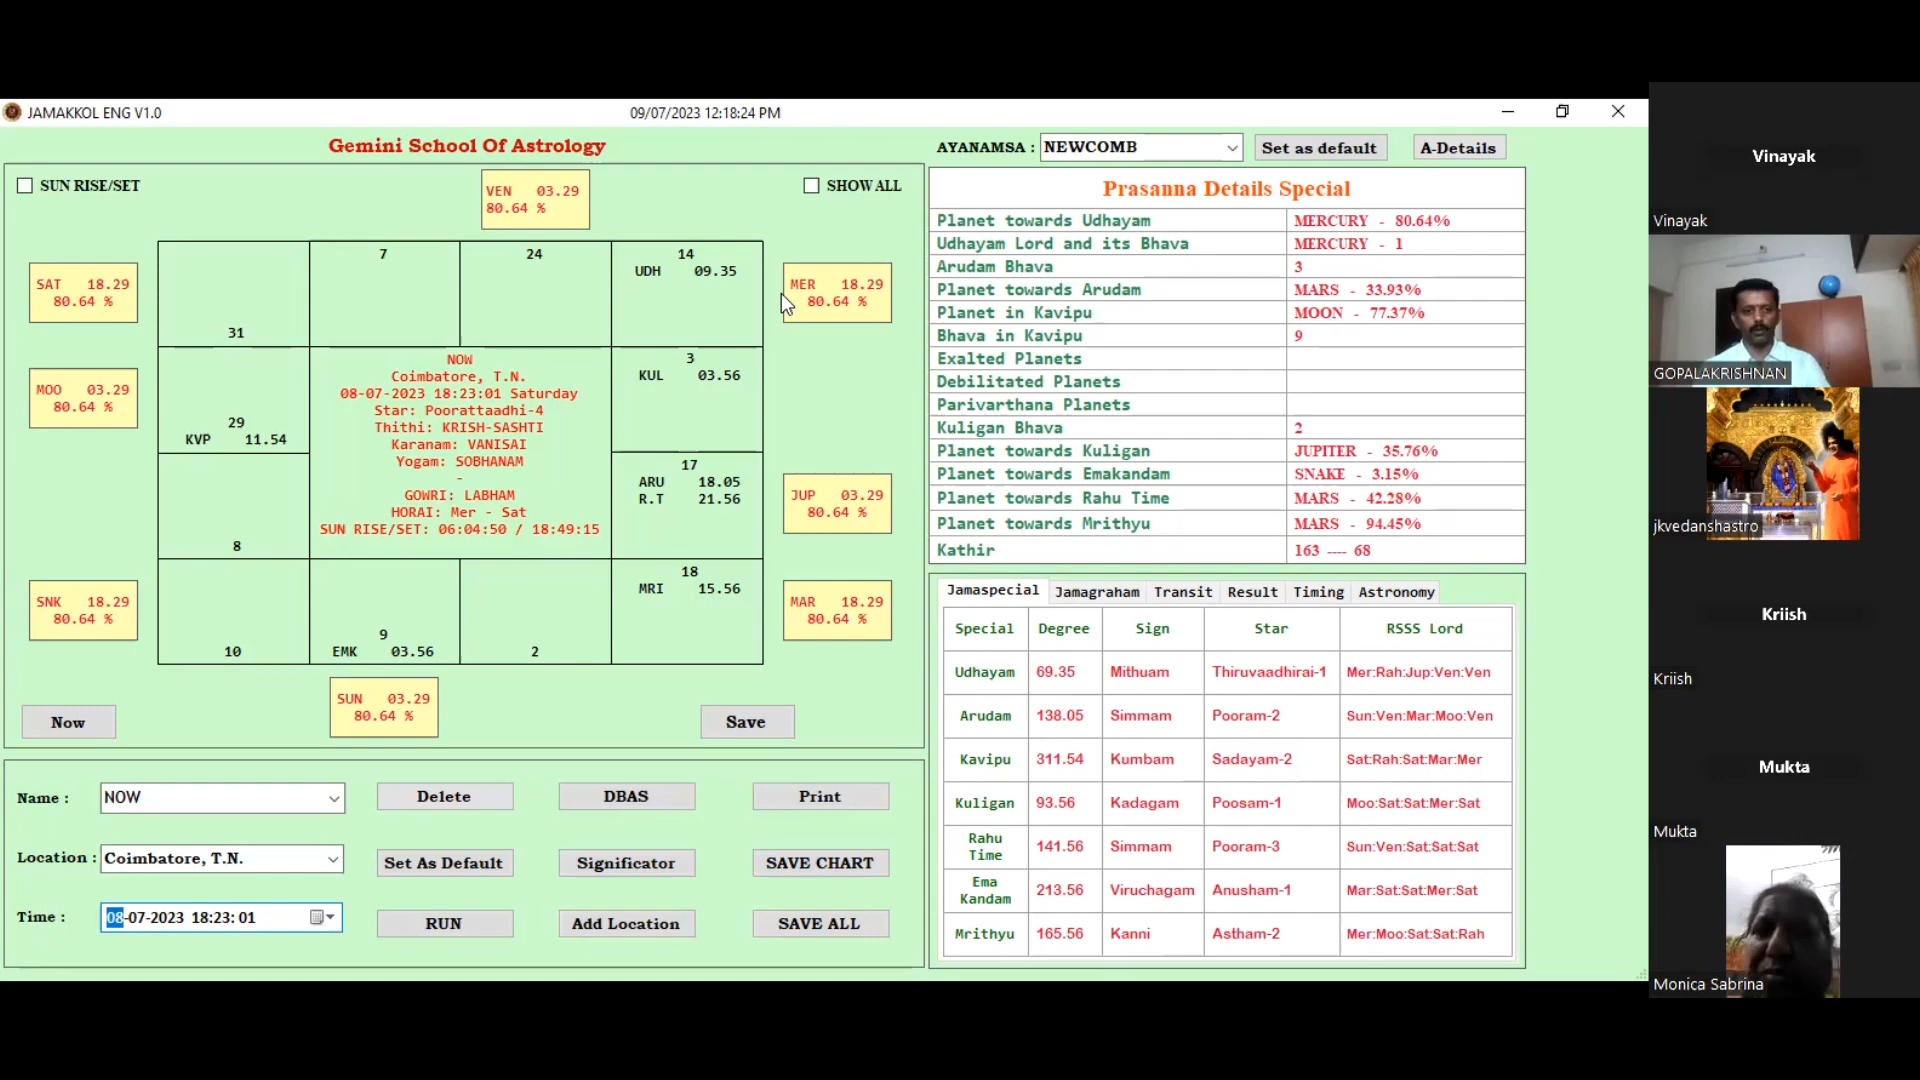 JAMAKKOL ENG V1.0
09/07/2023 12:18:24 PM
Gemini School Of Astrology
SUN RISE/SET
SHOW ALL
VEN 03.29
80.64 %
SAT 18.29
80.64 %
MOO 03.29
80.64 %
SNK 18.29
80.64 %
SUN 03.29
80.64 %
MER 18.29
80.64 %
JUP 03.29
80.64 %
MAR 18.29
80.64 %
31
7
24
14
UDH 09.35
3
KUL 03.56
17
ARU 18.05
R.T 21.56
18
MRI 15.56
2
9
EMK 03.56
10
8
29
KVP 11.54
NOW
Coimbatore, T.N.
08-07-2023 18:23:01 Saturday
Star: Poorattaadhi-4
Thithi: KRISH-SASHTI
Karanam: VANISAI
Yogam: SOBHANAM
-
GOWRI: LABHAM
HORAI: Mer - Sat
SUN RISE/SET: 06:04:50 / 18:49:15
Now
Save
Name :
NOW
Delete
DBAS
Print
Location :
Coimbatore, T.N.
Set As Default
Significator
SAVE CHART
Time :
08-07-2023 18:23: 01
RUN
Add Location
SAVE ALL
AYANAMSA :
NEWCOMB
Set as default
A-Details
Prasanna Details Special
Planet towards Udhayam MERCURY - 80.64%
Udhayam Lord and its Bhava MERCURY - 1
Arudam Bhava 3
Planet towards Arudam MARS - 33.93%
Planet in Kavipu MOON - 77.37%
Bhava in Kavipu 9
Exalted Planets
Debilitated Planets
Parivarthana Planets
Kuligan Bhava 2
Planet towards Kuligan JUPITER - 35.76%
Planet towards Emakandam SNAKE - 3.15%
Planet towards Rahu Time MARS - 42.28%
Planet towards Mrithyu MARS - 94.45%
Kathir 163 ---- 68
Jamaspecial Jamagraham Transit Result Timing Astronomy
Special Degree Sign Star RSSS Lord
Udhayam 69.35 Mithuam Thiruvaadhirai-1 Mer:Rah:Jup:Ven:Ven
Arudam 138.05 Simmam Pooram-2 Sun:Ven:Mar:Moo:Ven
Kavipu 311.54 Kumbam Sadayam-2 Sat:Rah:Sat:Mar:Mer
Kuligan 93.56 Kadagam Poosam-1 Moo:Sat:Sat:Mer:Sat
Rahu Time 141.56 Simmam Pooram-3 Sun:Ven:Sat:Sat:Sat
Ema Kandam 213.56 Viruchagam Anusham-1 Mar:Sat:Sat:Mer:Sat
Mrithyu 165.56 Kanni Astham-2 Mer:Moo:Sat:Sat:Rah
Vinayak
Vinayak
GOPALAKRISHNAN
jkvedanshastro
Kriish
Kriish
Mukta
Mukta
Monica Sabrina